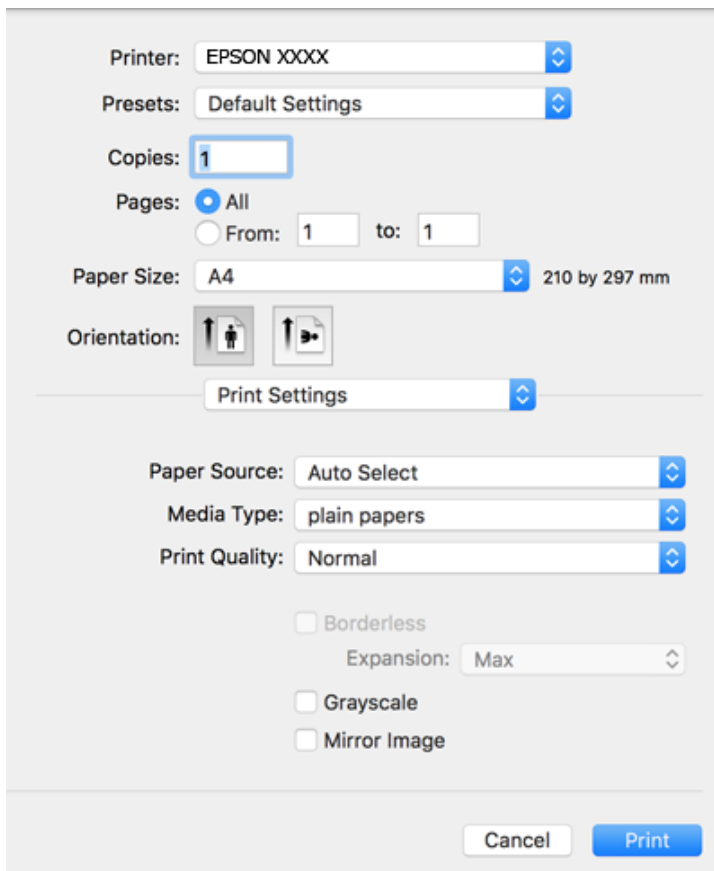 Printer: EPSON XXXX
Presets: Default Settings
Copies: 1
Pages: All
From: 1 to: 1
Paper Size: A4 210 by 297 mm
Orientation:
Print Settings
Paper Source: Auto Select
Media Type: plain papers
Print Quality: Normal
Borderless
Expansion: Max
Grayscale
Mirror Image
Cancel Print